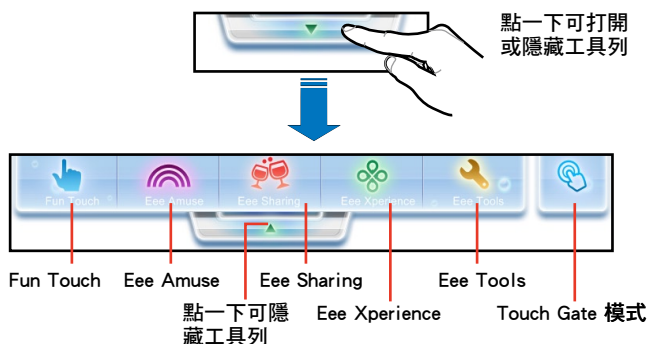 點一下可打開
或隱藏工具列
Fun Touch
Eee Amuse
Eee Sharing
Eee Xperience
Eee Tools
Fun Touch
Eee Amuse
Eee Sharing
Eee Tools
點一下可隱
藏工具列
Eee Xperience
Touch Gate 模式